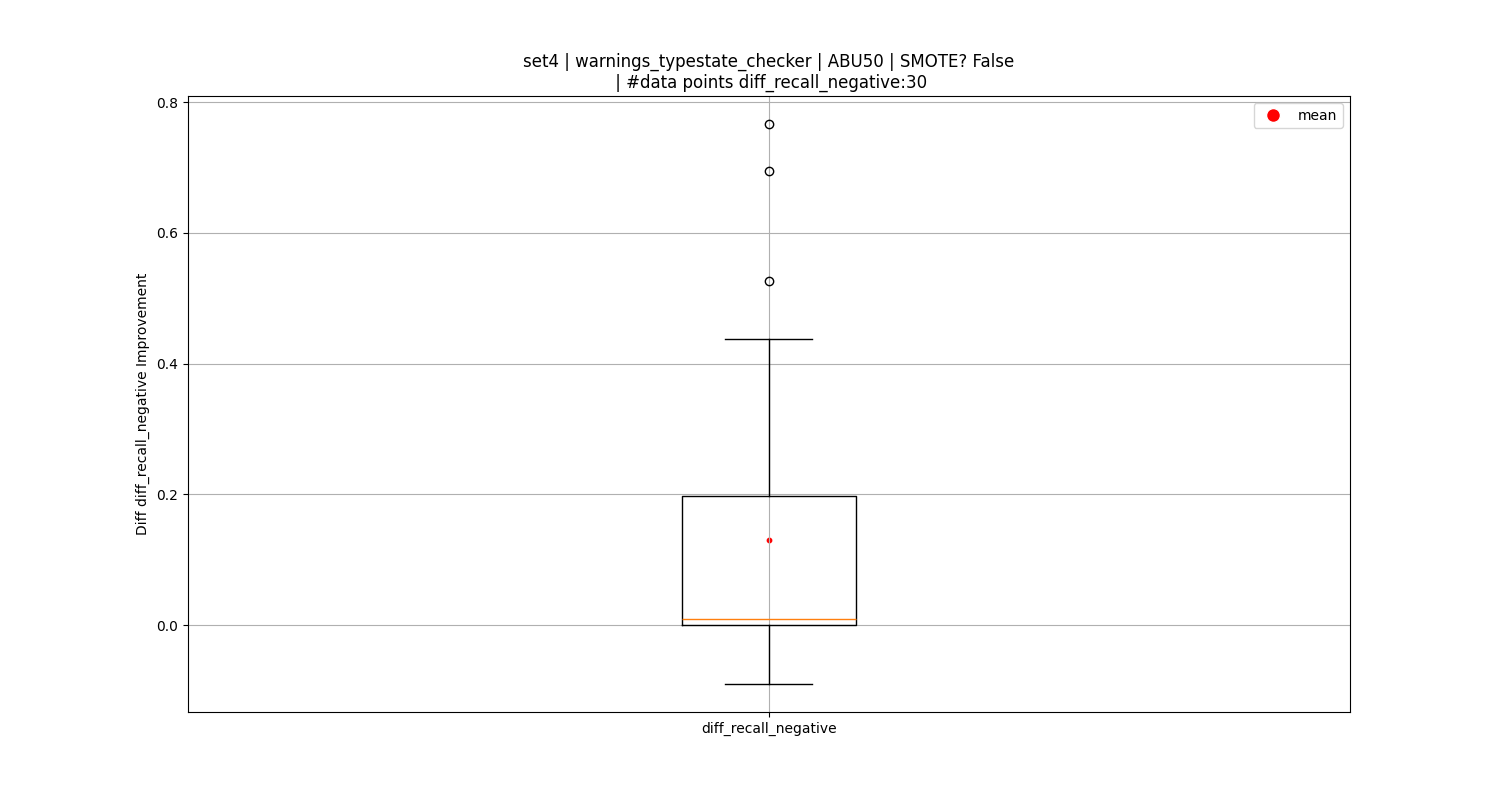 set4 | warnings_typestate_checker | ABU50 | SMOTE? False
| #data points diff_recall_negative:30
mean
0.8
0.6
0.4
0.2
0.0
Diff diff_recall_negative Improvement
diff_recall_negative